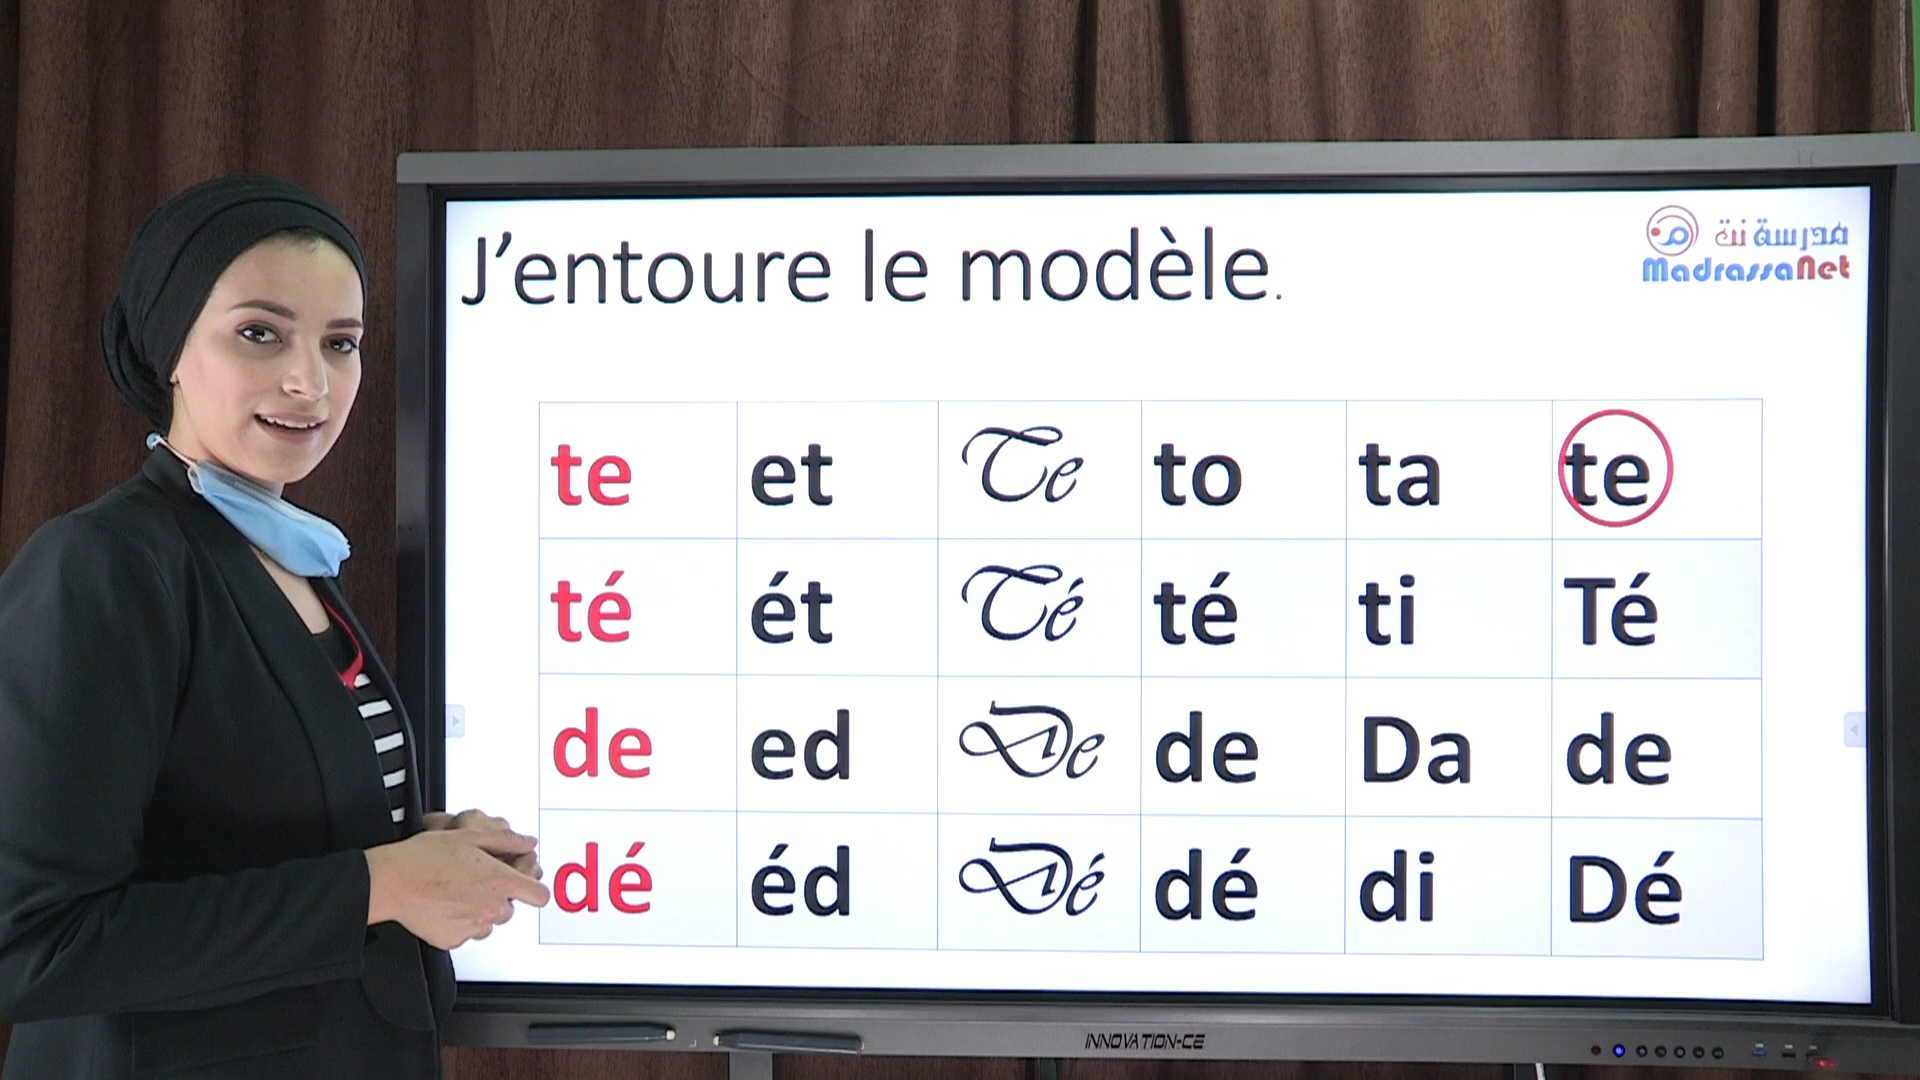 J'entoure le modèle.
مدرسة نت
MadrassaNet
te et Te to ta te
té ét Té té ti Té
de ed De de Da de
dé éd Dé dé di Dé
INNOVATION-CE